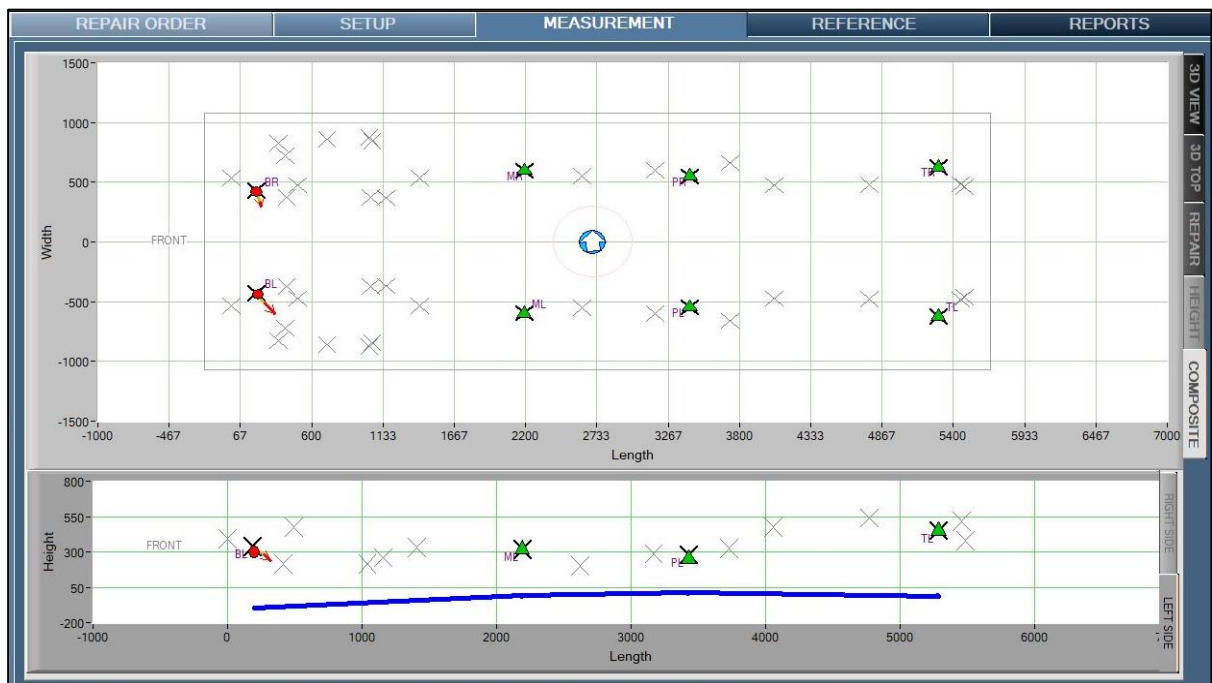 REPAIR ORDER SETUP MEASUREMENT REFERENCE REPORTS
1500
1000
500
0
-500
-1000
-1500
Width
FRONT
BR
BL
MR
ML
PR
PL
TR
TL
-1000 -467 67 600 1133 1667 2200 2733 3267 3800 4333 4867 5400 5933 6467 7000
Length
3D VIEW
3D TOP
REPAIR
HEIGHT
COMPOSITE
800
550
300
50
-200
Height
FRONT
BL
ML
PL
TL
-1000 0 1000 2000 3000 4000 5000 6000
Length
RIGHT SIDE
LEFT SIDE